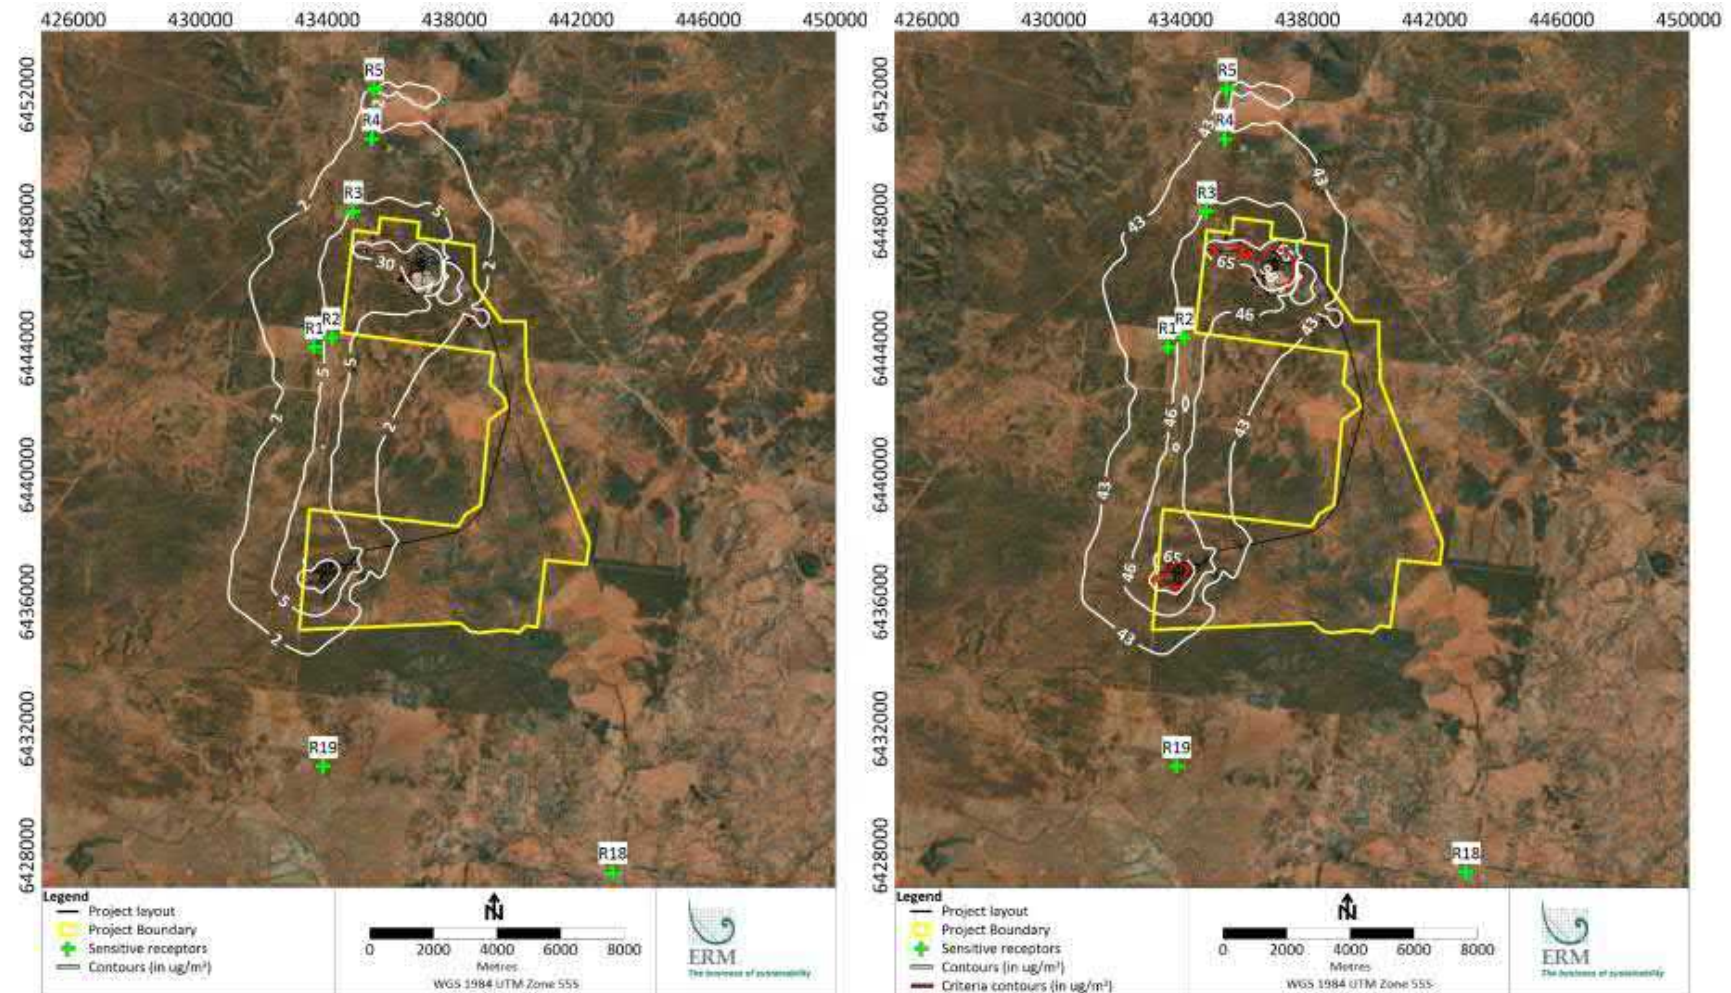 426000 430000 434000 438000 442000 446000 450000
6452000
6448000
6444000
6440000
6436000
6432000
6428000
R5
R4
R3
R2
R1
R19
R18
2
5
2
30
5
5
2
2
5
2
Legend
Project layout
Project Boundary
Sensitive receptors
Contours (in ug/m³)
N
0 2000 4000 6000 8000
Metres
WGS 1984 UTM Zone 55S
ERM
The business of sustainability
426000 430000 434000 438000 442000 446000 450000
6452000
6448000
6444000
6440000
6436000
6432000
6428000
R5
R4
R3
R2
R1
R19
R18
43
43
43
65
46
43
46
43
43
65
46
43
Legend
Project layout
Project Boundary
Sensitive receptors
Contours (in ug/m³)
Criteria contours (in ug/m³)
N
0 2000 4000 6000 8000
Metres
WGS 1984 UTM Zone 55S
ERM
The business of sustainability